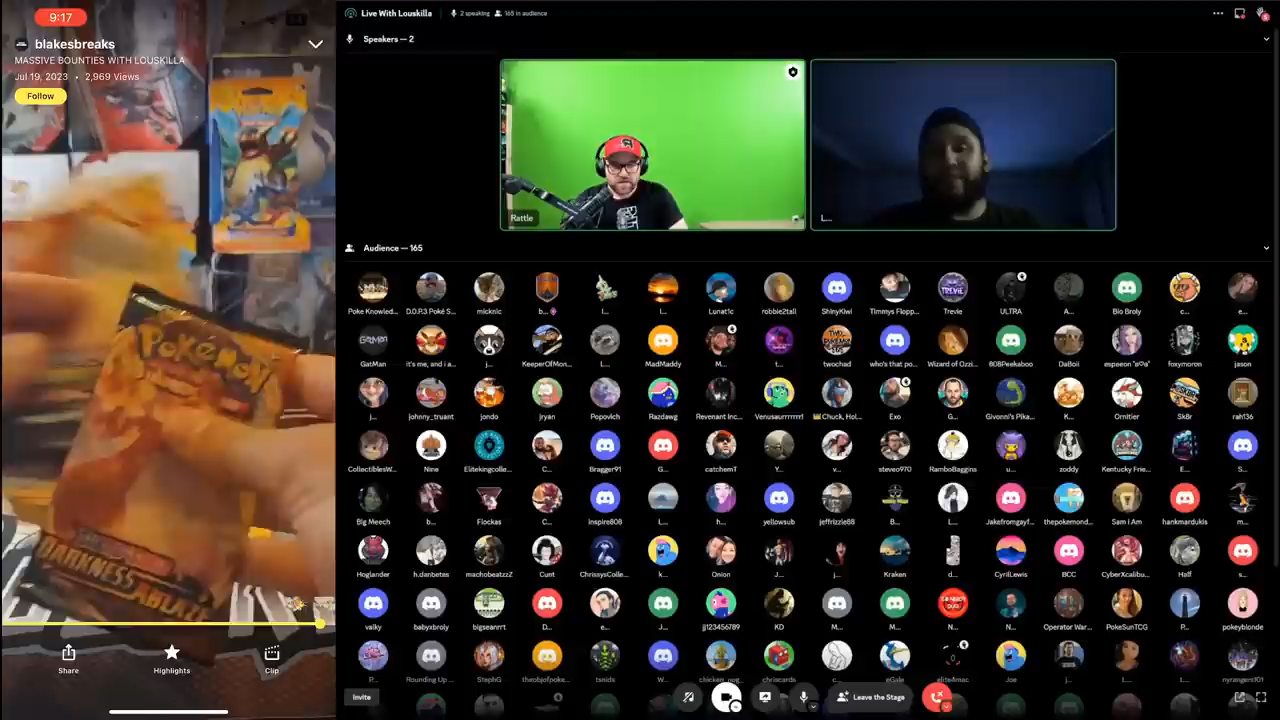 9:17
blakesbreaks
MASSIVE BOUNTIES WITH LOUSKILLA
Jul 19, 2023 • 2,969 Views
Follow
Pokémon
DARKNESS ABLAZE
Share
Highlights
Clip
Live With Louskilla
2 speaking
165 in audience
Speakers — 2
Rattle
L...
Audience — 165
Poke Knowled...
D.O.P.3 Poké S...
micknic
b...
l...
l...
Lunat1c
robbie2tall
ShinyKiwi
Timmys Flopp...
Trevie
ULTRA
A...
Bio Broly
c...
e...
GatMan
it's me, and i a...
j...
KeeperOfMon...
L...
MadMaddy
M...
t...
twochad
who's that po...
Wizard of Ozzi...
808Peekaboo
DaBoii
espeeon
foxymoron
jason
j...
johnny_truant
jondo
jryan
Popovich
Razdawg
Revenant Inc...
Venusaurrrrrr!
Chuck, Hol...
Exo
G...
Givonni's Pika...
K...
Ornitier
Sk8r
rah136
CollectiblesW...
Nine
Elitekingcolle...
C...
Bragger91
G...
catchemT
Y...
v...
steveo970
RamboBaggins
u...
zoddy
Kentucky Frie...
E...
S...
Big Meech
b...
Flockas
C...
inspire808
L...
h...
yellowsub
jeffrizzle88
B...
L...
Jakefromgayf...
thepokemond...
Sam i Am
hankmardukis
m...
Hoglander
h.danbetes
machobeatzzZ
Cunt
ChrissysColle...
k...
Onion
J...
j...
Kraken
d...
CyrilLewis
BCC
CyberXcalibu...
Haff
s...
valky
babyxbroly
bigseanrrt
D...
e...
J...
jj123456789
KD
M...
M...
N...
N...
Operator War...
PokeSunTCG
P...
pokeyblonde
P...
Rounding Up ...
StephG
theobjofpoke...
tsnids
W...
chicken_nog...
chriscards
c...
eGale
elite4mac
Joe
j...
t...
L...
nyrangers101
Invite
Leave the Stage